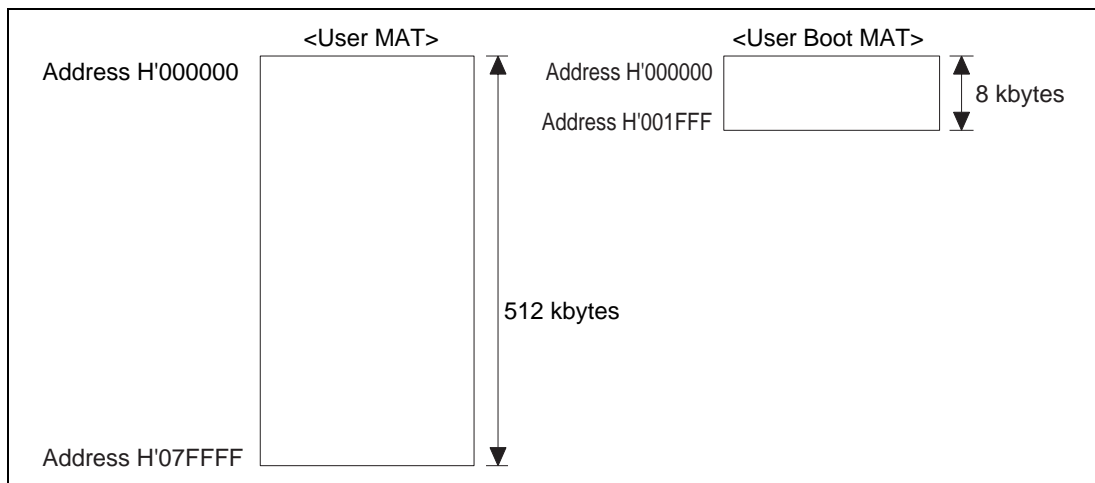 <User MAT>
Address H'000000
512 kbytes
Address H'07FFFF
<User Boot MAT>
Address H'000000
8 kbytes
Address H'001FFF